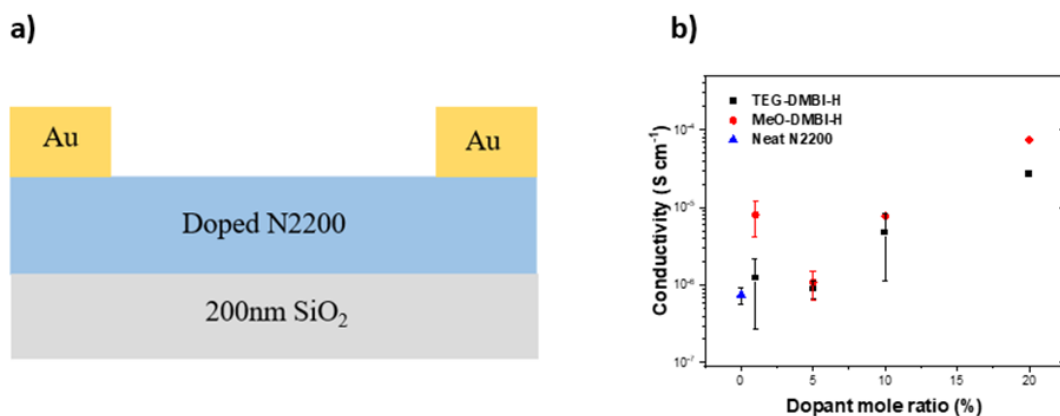 a)
Au
Au
Doped N2200
200nm SiO₂
b)
TEG-DMBI-H
MeO-DMBI-H
Neat N2200
Conductivity (S cm⁻¹)
10⁻⁴
10⁻⁵
10⁻⁶
10⁻⁷
0 5 10 15 20
Dopant mole ratio (%)